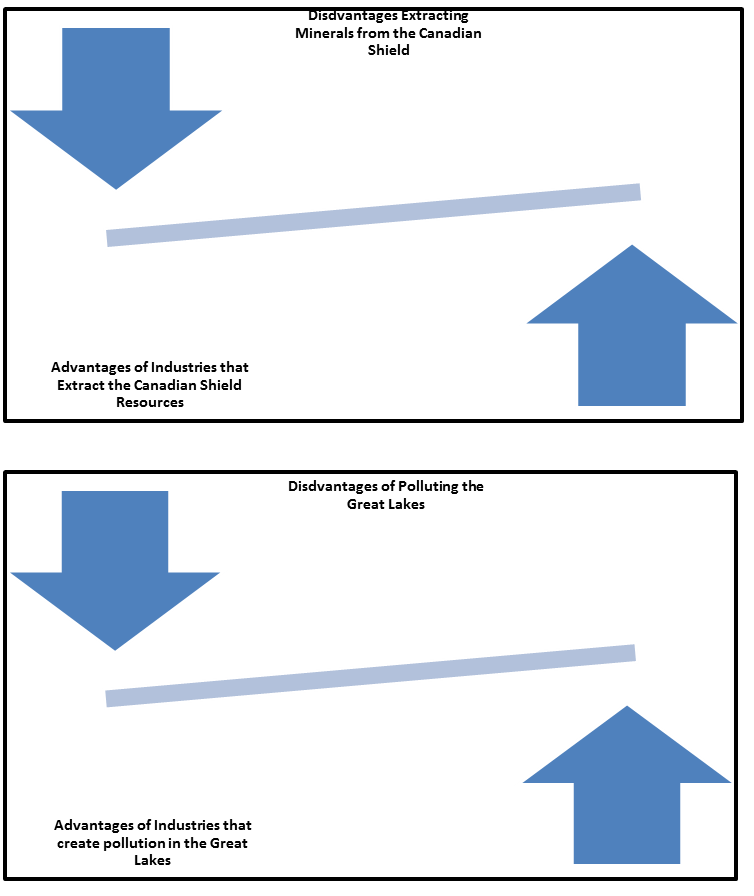 Disdvantages Extracting
Minerals from the Canadian
Shield
Advantages of Industries that
Extract the Canadian Shield
Resources
Disdvantages of Polluting the
Great Lakes
Advantages of Industries that
create pollution in the Great
Lakes